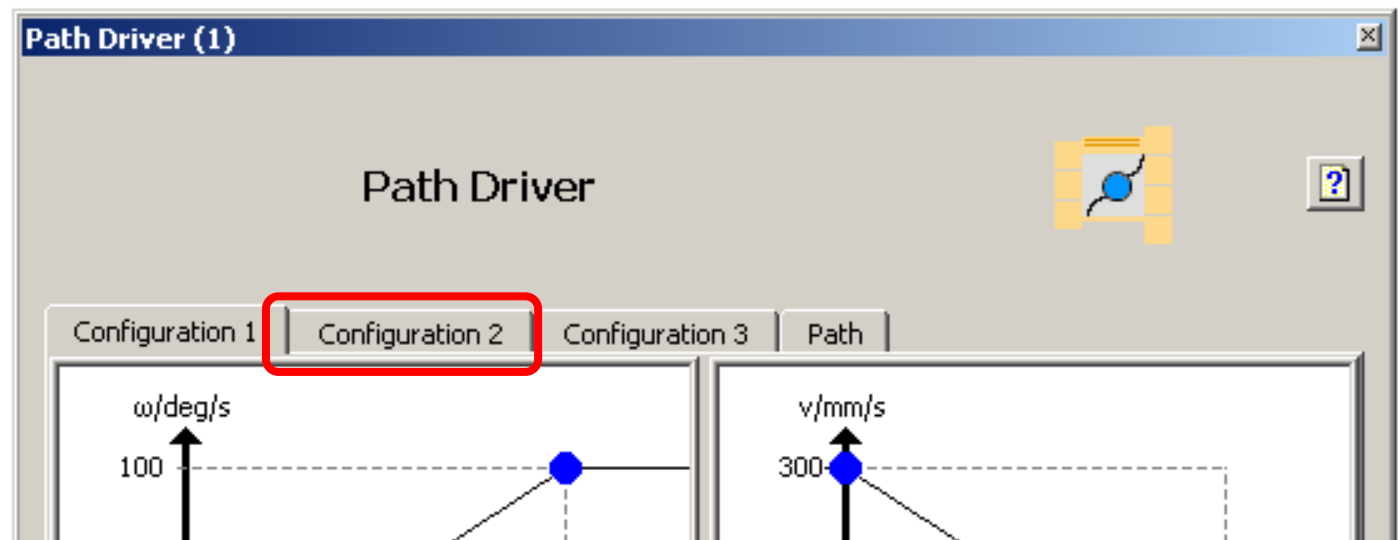 Path Driver (1)
Path Driver
?
Configuration 1 Configuration 2 Configuration 3 Path
ω/deg/s v/mm/s
100 300